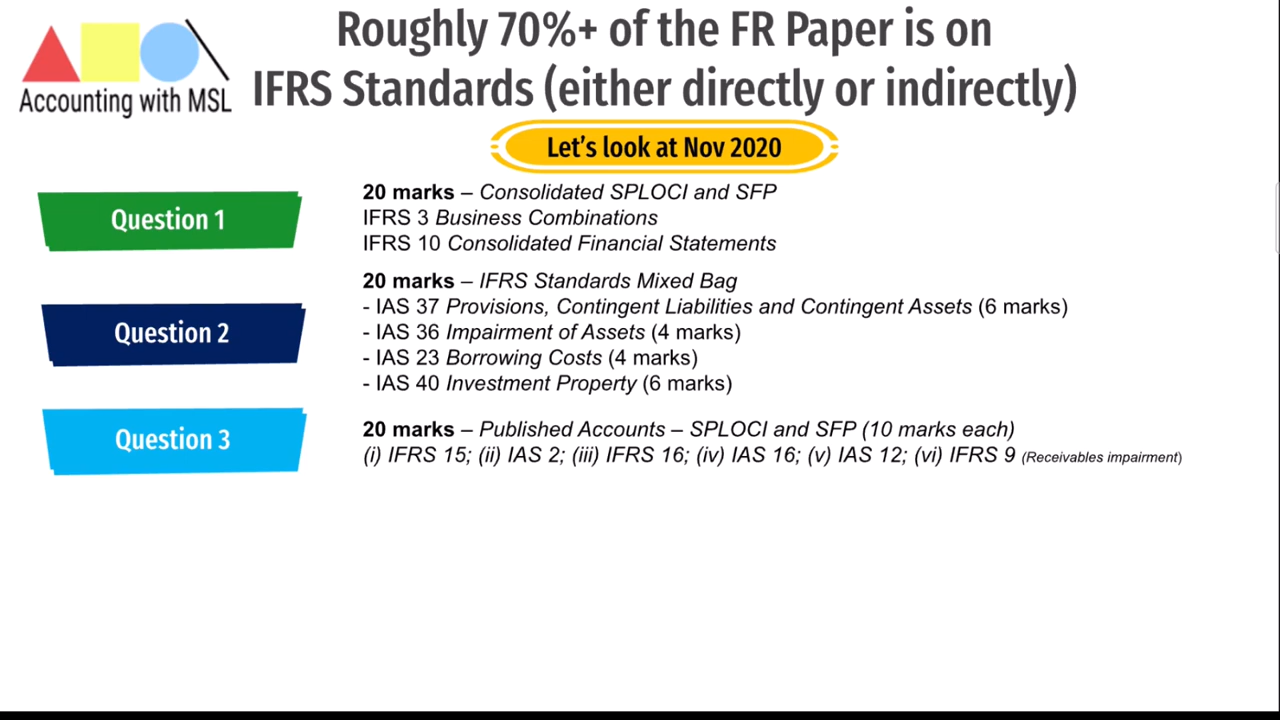 Roughly 70%+ of the FR Paper is on
IFRS Standards (either directly or indirectly)
Accounting with MSL
Let's look at Nov 2020
Question 1
20 marks – Consolidated SPLOCI and SFP
IFRS 3 Business Combinations
IFRS 10 Consolidated Financial Statements
Question 2
20 marks – IFRS Standards Mixed Bag
- IAS 37 Provisions, Contingent Liabilities and Contingent Assets (6 marks)
- IAS 36 Impairment of Assets (4 marks)
- IAS 23 Borrowing Costs (4 marks)
- IAS 40 Investment Property (6 marks)
Question 3
20 marks – Published Accounts – SPLOCI and SFP (10 marks each)
(i) IFRS 15; (ii) IAS 2; (iii) IFRS 16; (iv) IAS 16; (v) IAS 12; (vi) IFRS 9 (Receivables impairment)